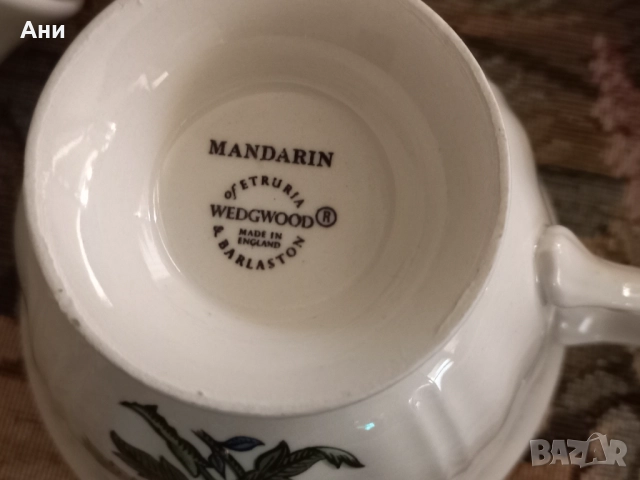 Ани
MANDARIN
of ETRURIA
WEDGWOOD®
MADE IN
ENGLAND
& BARLASTON
BAZAR